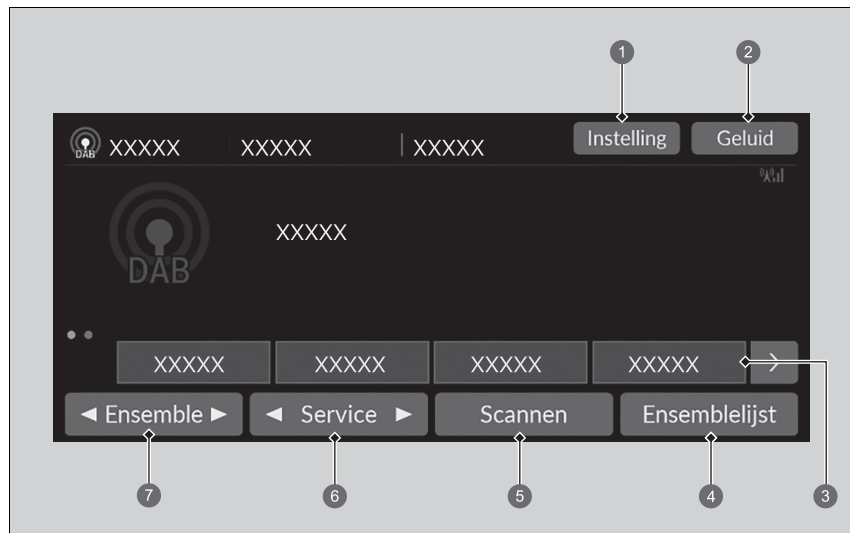 1 2
DAB XXXXX XXXXX XXXXX Instelling Geluid
DAB
XXXXX
XXXXX XXXXX XXXXX XXXXX
Ensemble Service Scannen Ensemblelijst
7 6 5 4 3